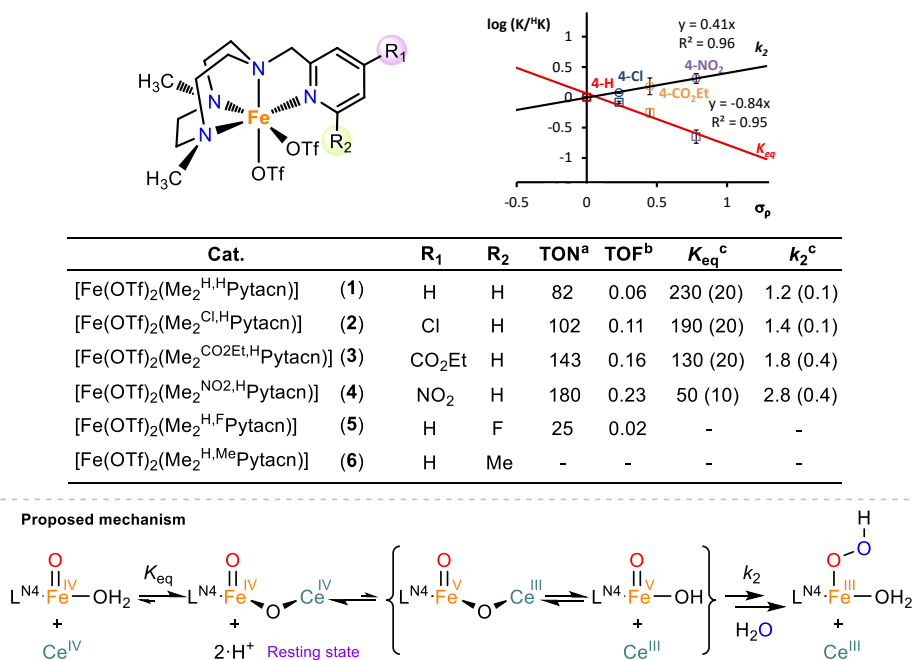 N
R₁
H₃C
N
N
Fe
N
R₂
OTf
OTf
H₃C
log (K/ᴴK)
y = 0.41x
R² = 0.96
k₂
4-H
4-Cl
4-CO₂Et
4-NO₂
y = -0.84x
R² = 0.95
Keq
1
0.5
0
-0.5
-1
-0.5 0 0.5 1
σρ
Cat. R₁ R₂ TONᵃ TOFᵇ Keqᶜ k₂ᶜ
[Fe(OTf)₂(Me₂ᴴ,ᴴPytacn)] (1) H H 82 0.06 230 (20) 1.2 (0.1)
[Fe(OTf)₂(Me₂Cl,HPytacn)] (2) Cl H 102 0.11 190 (20) 1.4 (0.1)
[Fe(OTf)₂(Me₂CO2Et,HPytacn)] (3) CO₂Et H 143 0.16 130 (20) 1.8 (0.4)
[Fe(OTf)₂(Me₂NO2,HPytacn)] (4) NO₂ H 180 0.23 50 (10) 2.8 (0.4)
[Fe(OTf)₂(Me₂H,FPytacn)] (5) H F 25 0.02 - -
[Fe(OTf)₂(Me₂H,MePytacn)] (6) H Me - - - -
Proposed mechanism
O
Lᴺ⁴ Feᴵⱽ OH₂
+
Ceᴵⱽ
Keq
O
Lᴺ⁴ Feᴵⱽ O Ceᴵⱽ
+
2·H⁺ Resting state
O
Lᴺ⁴ Feⱽ O Ceᴵᴵᴵ
O
Lᴺ⁴ Feⱽ OH
+
Ceᴵᴵᴵ
k₂
H₂O
H
O O
Lᴺ⁴ Feᴵᴵᴵ OH₂
+
Ceᴵᴵᴵ